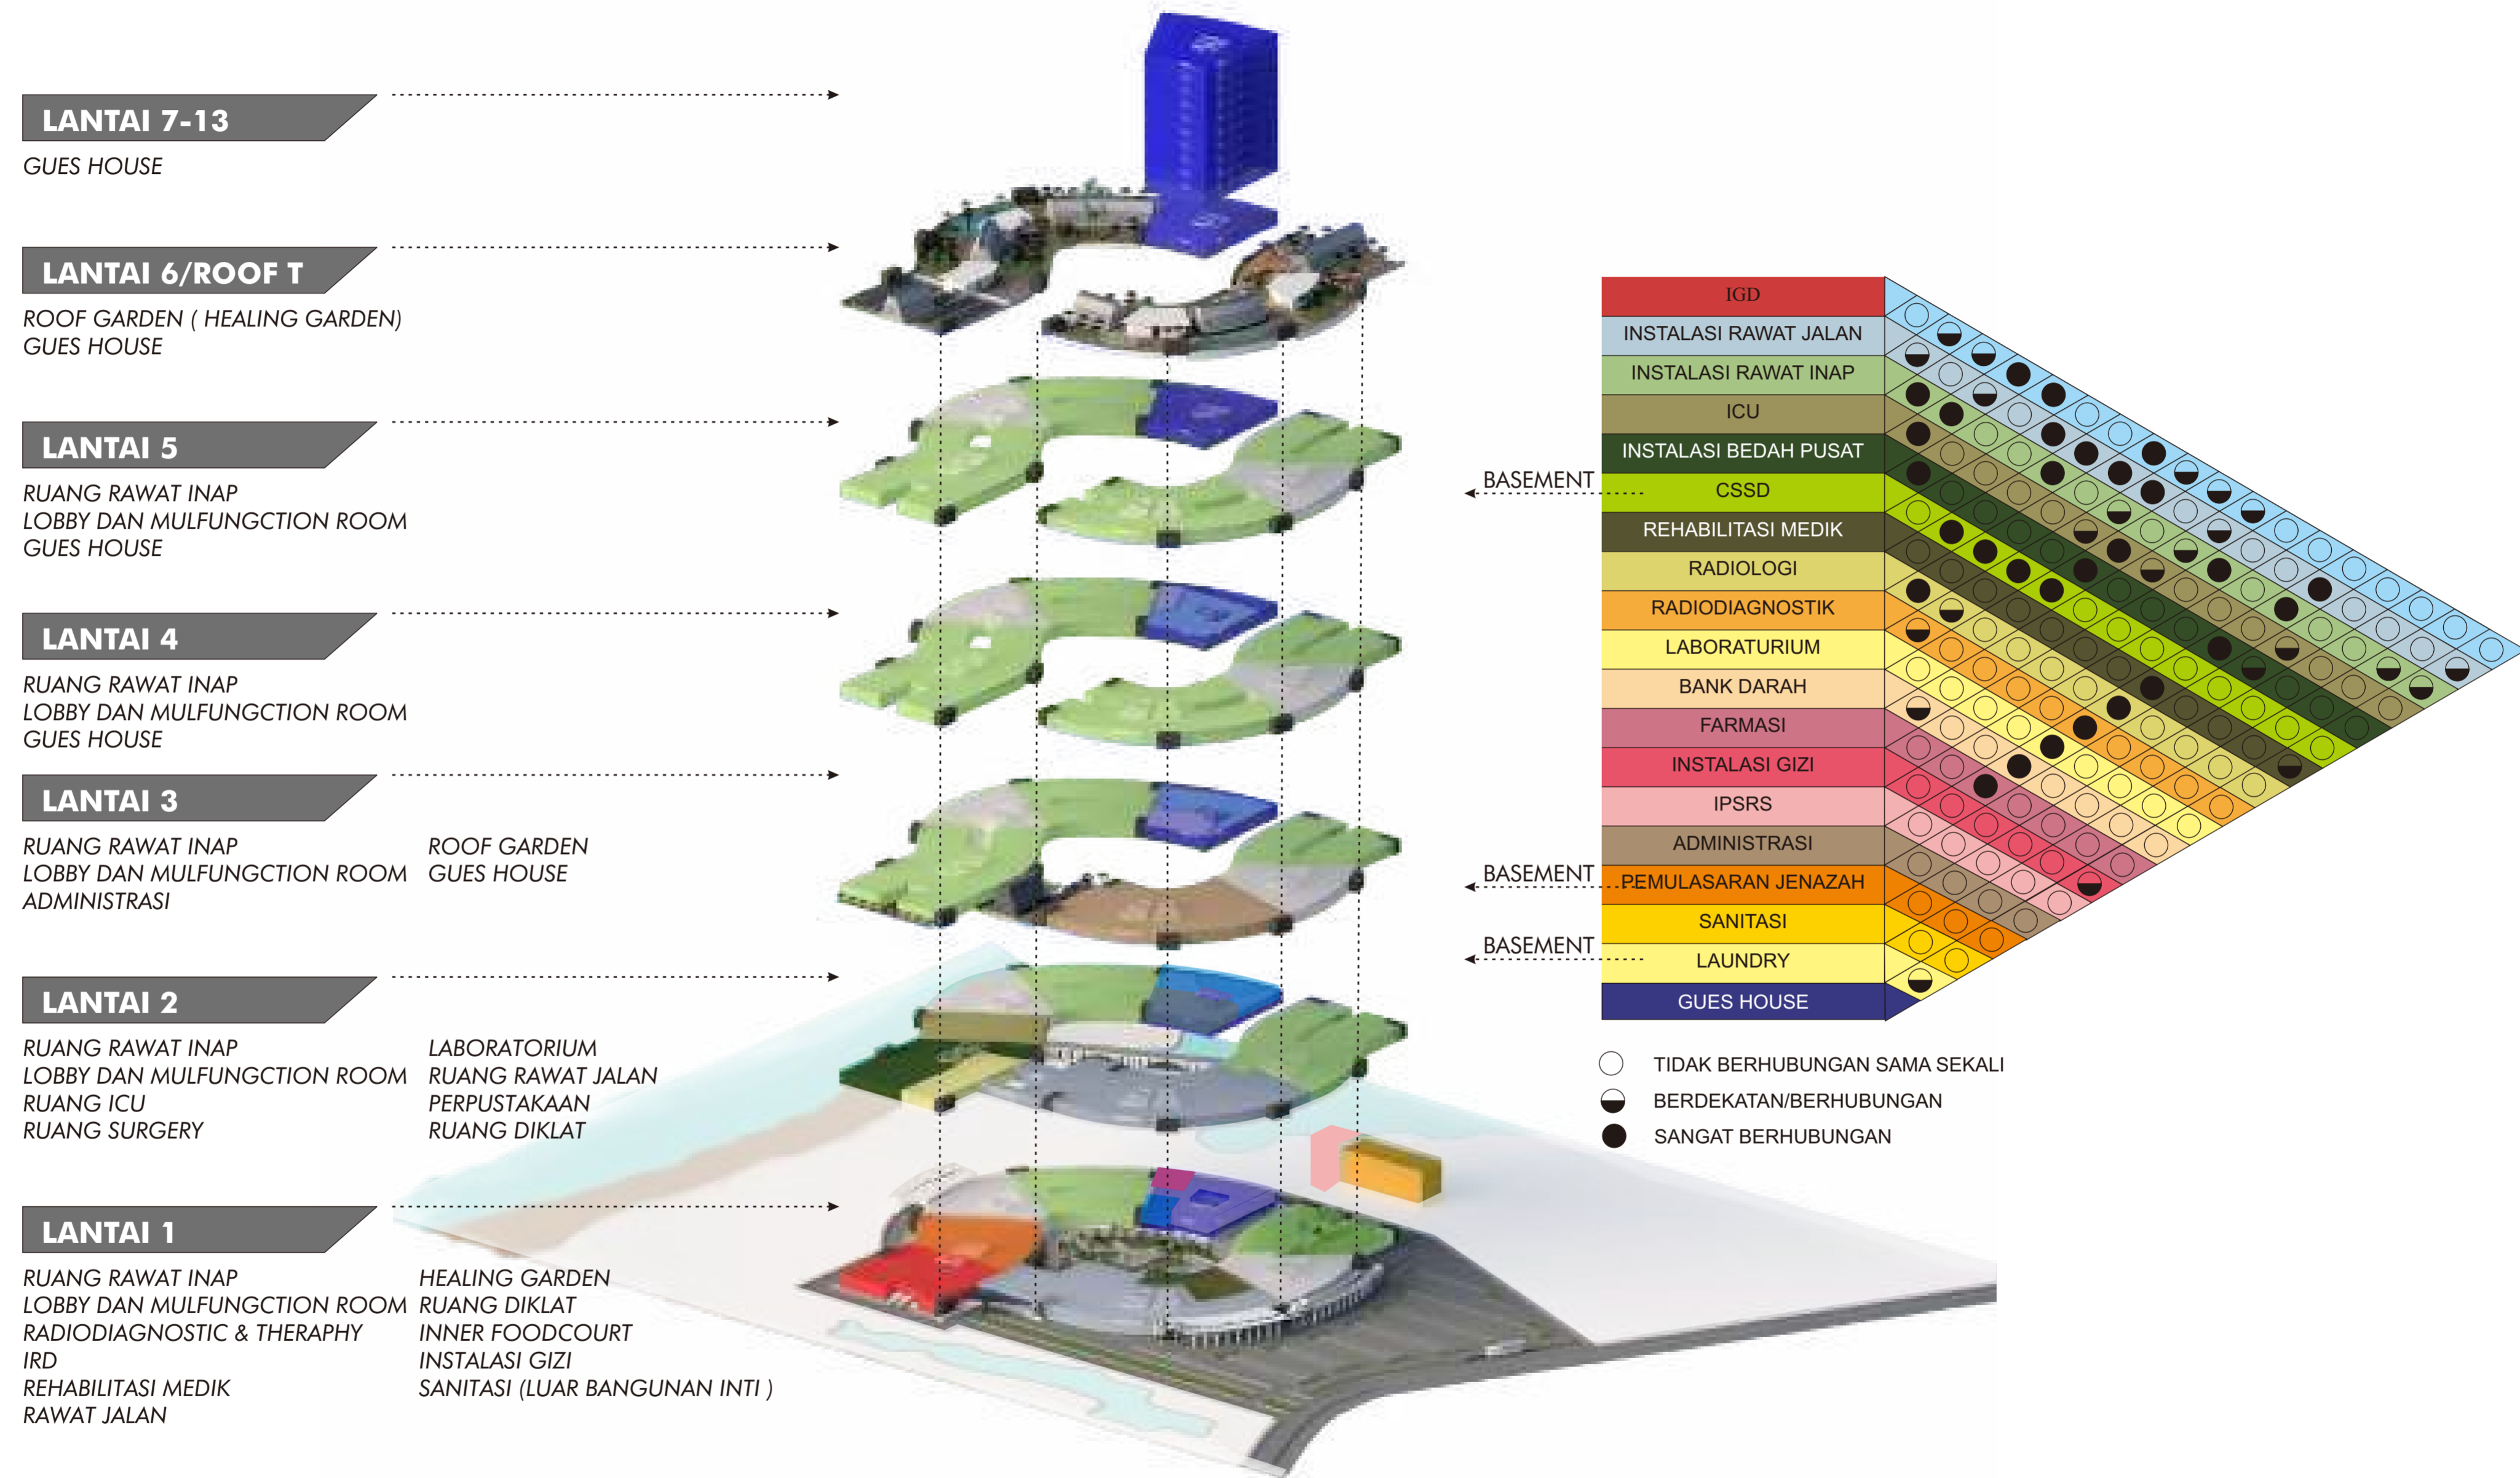 LANTAI 7-13
GUES HOUSE
LANTAI 6/ROOF T
ROOF GARDEN ( HEALING GARDEN)
GUES HOUSE
LANTAI 5
RUANG RAWAT INAP
LOBBY DAN MULFUNGCTION ROOM
GUES HOUSE
LANTAI 4
RUANG RAWAT INAP
LOBBY DAN MULFUNGCTION ROOM
GUES HOUSE
LANTAI 3
RUANG RAWAT INAP
LOBBY DAN MULFUNGCTION ROOM
ADMINISTRASI
ROOF GARDEN
GUES HOUSE
LANTAI 2
RUANG RAWAT INAP
LOBBY DAN MULFUNGCTION ROOM
RUANG ICU
RUANG SURGERY
LABORATORIUM
RUANG RAWAT JALAN
PERPUSTAKAAN
RUANG DIKLAT
LANTAI 1
RUANG RAWAT INAP
LOBBY DAN MULFUNGCTION ROOM
RADIODIAGNOSTIC & THERAPHY
IRD
REHABILITASI MEDIK
RAWAT JALAN
HEALING GARDEN
RUANG DIKLAT
INNER FOODCOURT
INSTALASI GIZI
SANITASI (LUAR BANGUNAN INTI )
IGD
INSTALASI RAWAT JALAN
INSTALASI RAWAT INAP
ICU
INSTALASI BEDAH PUSAT
BASEMENT
CSSD
REHABILITASI MEDIK
RADIOLOGI
RADIODIAGNOSTIK
LABORATURIUM
BANK DARAH
FARMASI
INSTALASI GIZI
IPSRS
ADMINISTRASI
BASEMENT
PEMULASARAN JENAZAH
SANITASI
BASEMENT
LAUNDRY
GUES HOUSE
TIDAK BERHUBUNGAN SAMA SEKALI
BERDEKATAN/BERHUBUNGAN
SANGAT BERHUBUNGAN